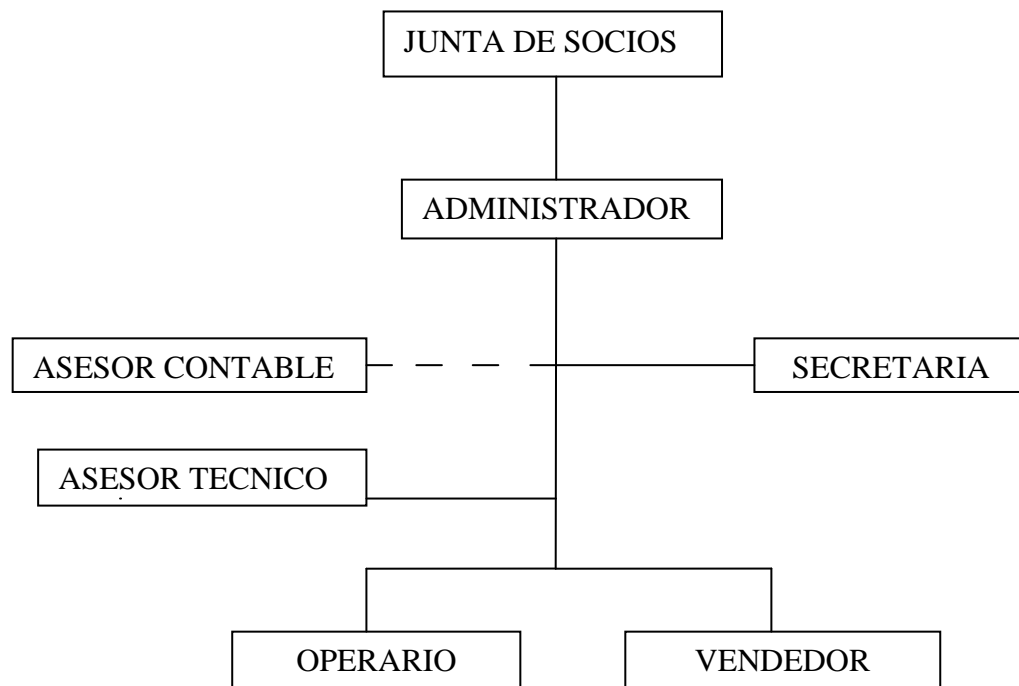 JUNTA DE SOCIOS
ADMINISTRADOR
ASESOR CONTABLE
SECRETARIA
ASESOR TECNICO
OPERARIO
VENDEDOR